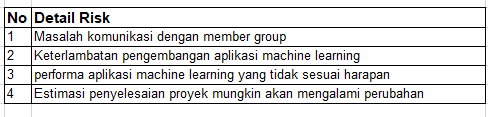 No Detail Risk
1 Masalah komunikasi dengan member group
2 Keterlambatan pengembangan aplikasi machine learning
3 performa aplikasi machine learning yang tidak sesuai harapan
4 Estimasi penyelesaian proyek mungkin akan mengalami perubahan